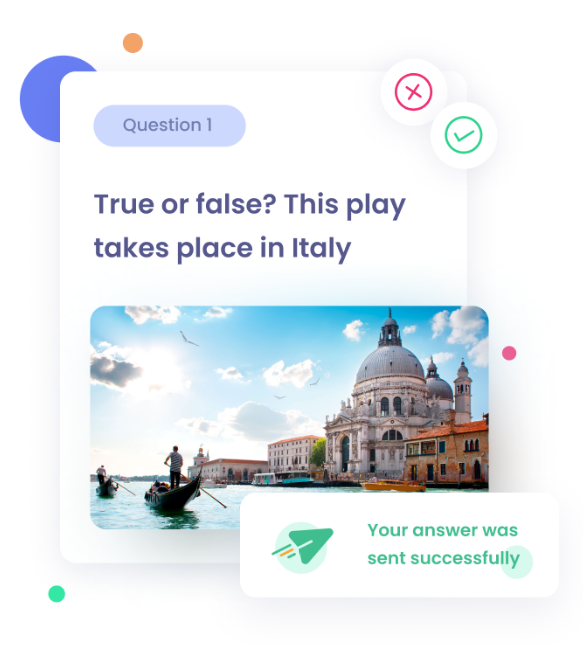 Question 1
True or false? This play
takes place in Italy
Your answer was
sent successfully